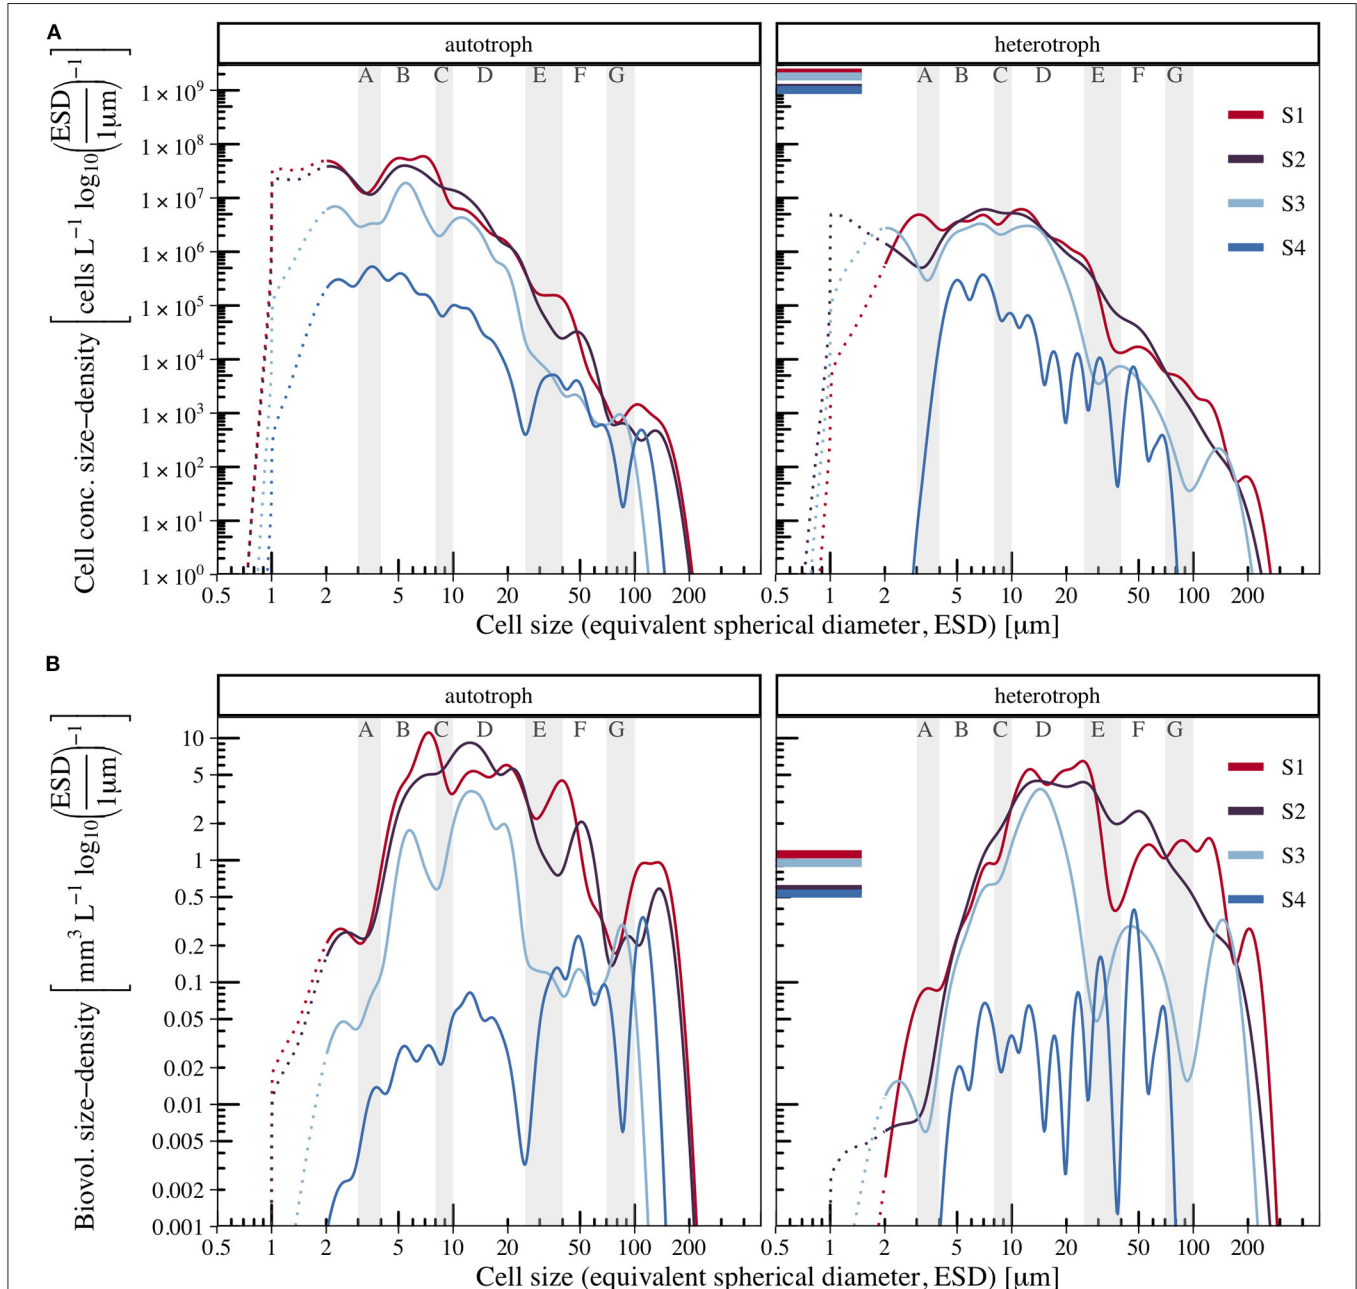 A
autotroph
heterotroph
A B C D E F G
A B C D E F G
Cell conc. size–density [cells L⁻¹ log₁₀(ESD/1μm)⁻¹]
1 × 10⁹
1 × 10⁸
1 × 10⁷
1 × 10⁶
1 × 10⁵
1 × 10⁴
1 × 10³
1 × 10²
1 × 10¹
1 × 10⁰
S1
S2
S3
S4
0.5 1 2 5 10 20 50 100 200
0.5 1 2 5 10 20 50 100 200
Cell size (equivalent spherical diameter, ESD) [μm]
B
autotroph
heterotroph
A B C D E F G
A B C D E F G
Biovol. size–density [mm³ L⁻¹ log₁₀(ESD/1μm)⁻¹]
10
5
2
1
0.5
0.2
0.1
0.05
0.02
0.01
0.005
0.002
0.001
S1
S2
S3
S4
0.5 1 2 5 10 20 50 100 200
0.5 1 2 5 10 20 50 100 200
Cell size (equivalent spherical diameter, ESD) [μm]